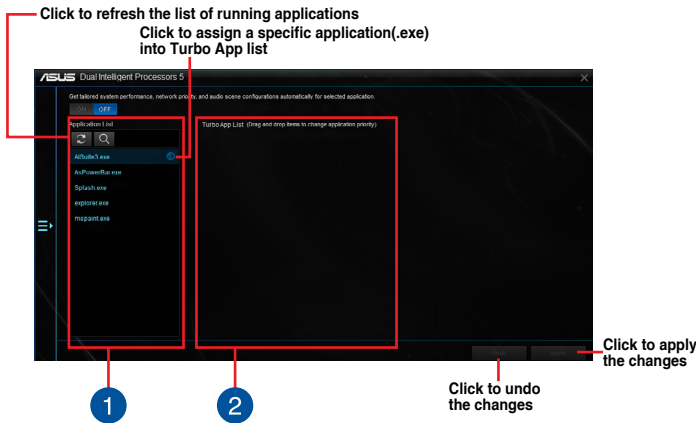 Click to refresh the list of running applications
Click to assign a specific application(.exe)
into Turbo App list
ASUS Dual Intelligent Processors 5
Get tailored system performance, network priority, and audio scene configurations automatically for selected application.
ON OFF
Application List
Turbo App List (Drag and drop items to change application priority)
AISuite3.exe
AsPowerBar.exe
Splash.exe
explorer.exe
mspaint.exe
Apply
Click to apply
the changes
1
2
Click to undo
the changes